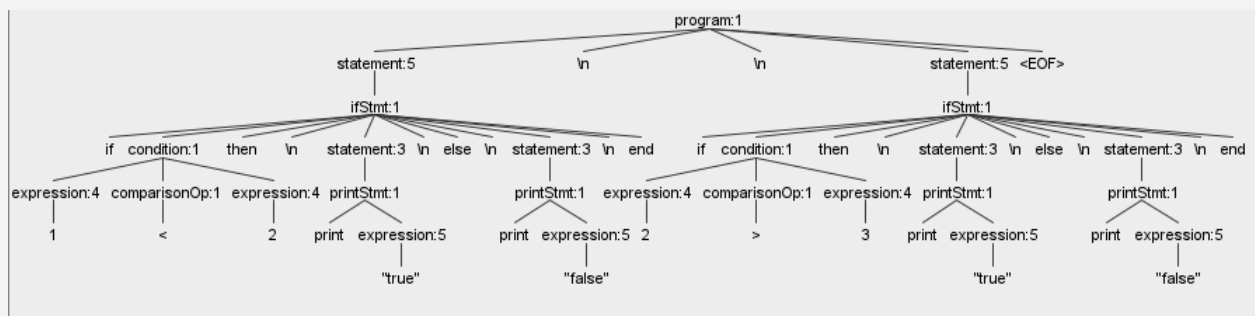 program:1
statement:5 \n \n statement:5 <EOF>
ifStmt:1 ifStmt:1
if condition:1 then \n statement:3 \n else \n statement:3 \n end if condition:1 then \n statement:3 \n else \n statement:3 \n end
expression:4 comparisonOp:1 expression:4 printStmt:1 printStmt:1 expression:4 comparisonOp:1 expression:4 printStmt:1 printStmt:1
1 < 2 print expression:5 print expression:5 2 > 3 print expression:5 print expression:5
"true" "false" "true" "false"